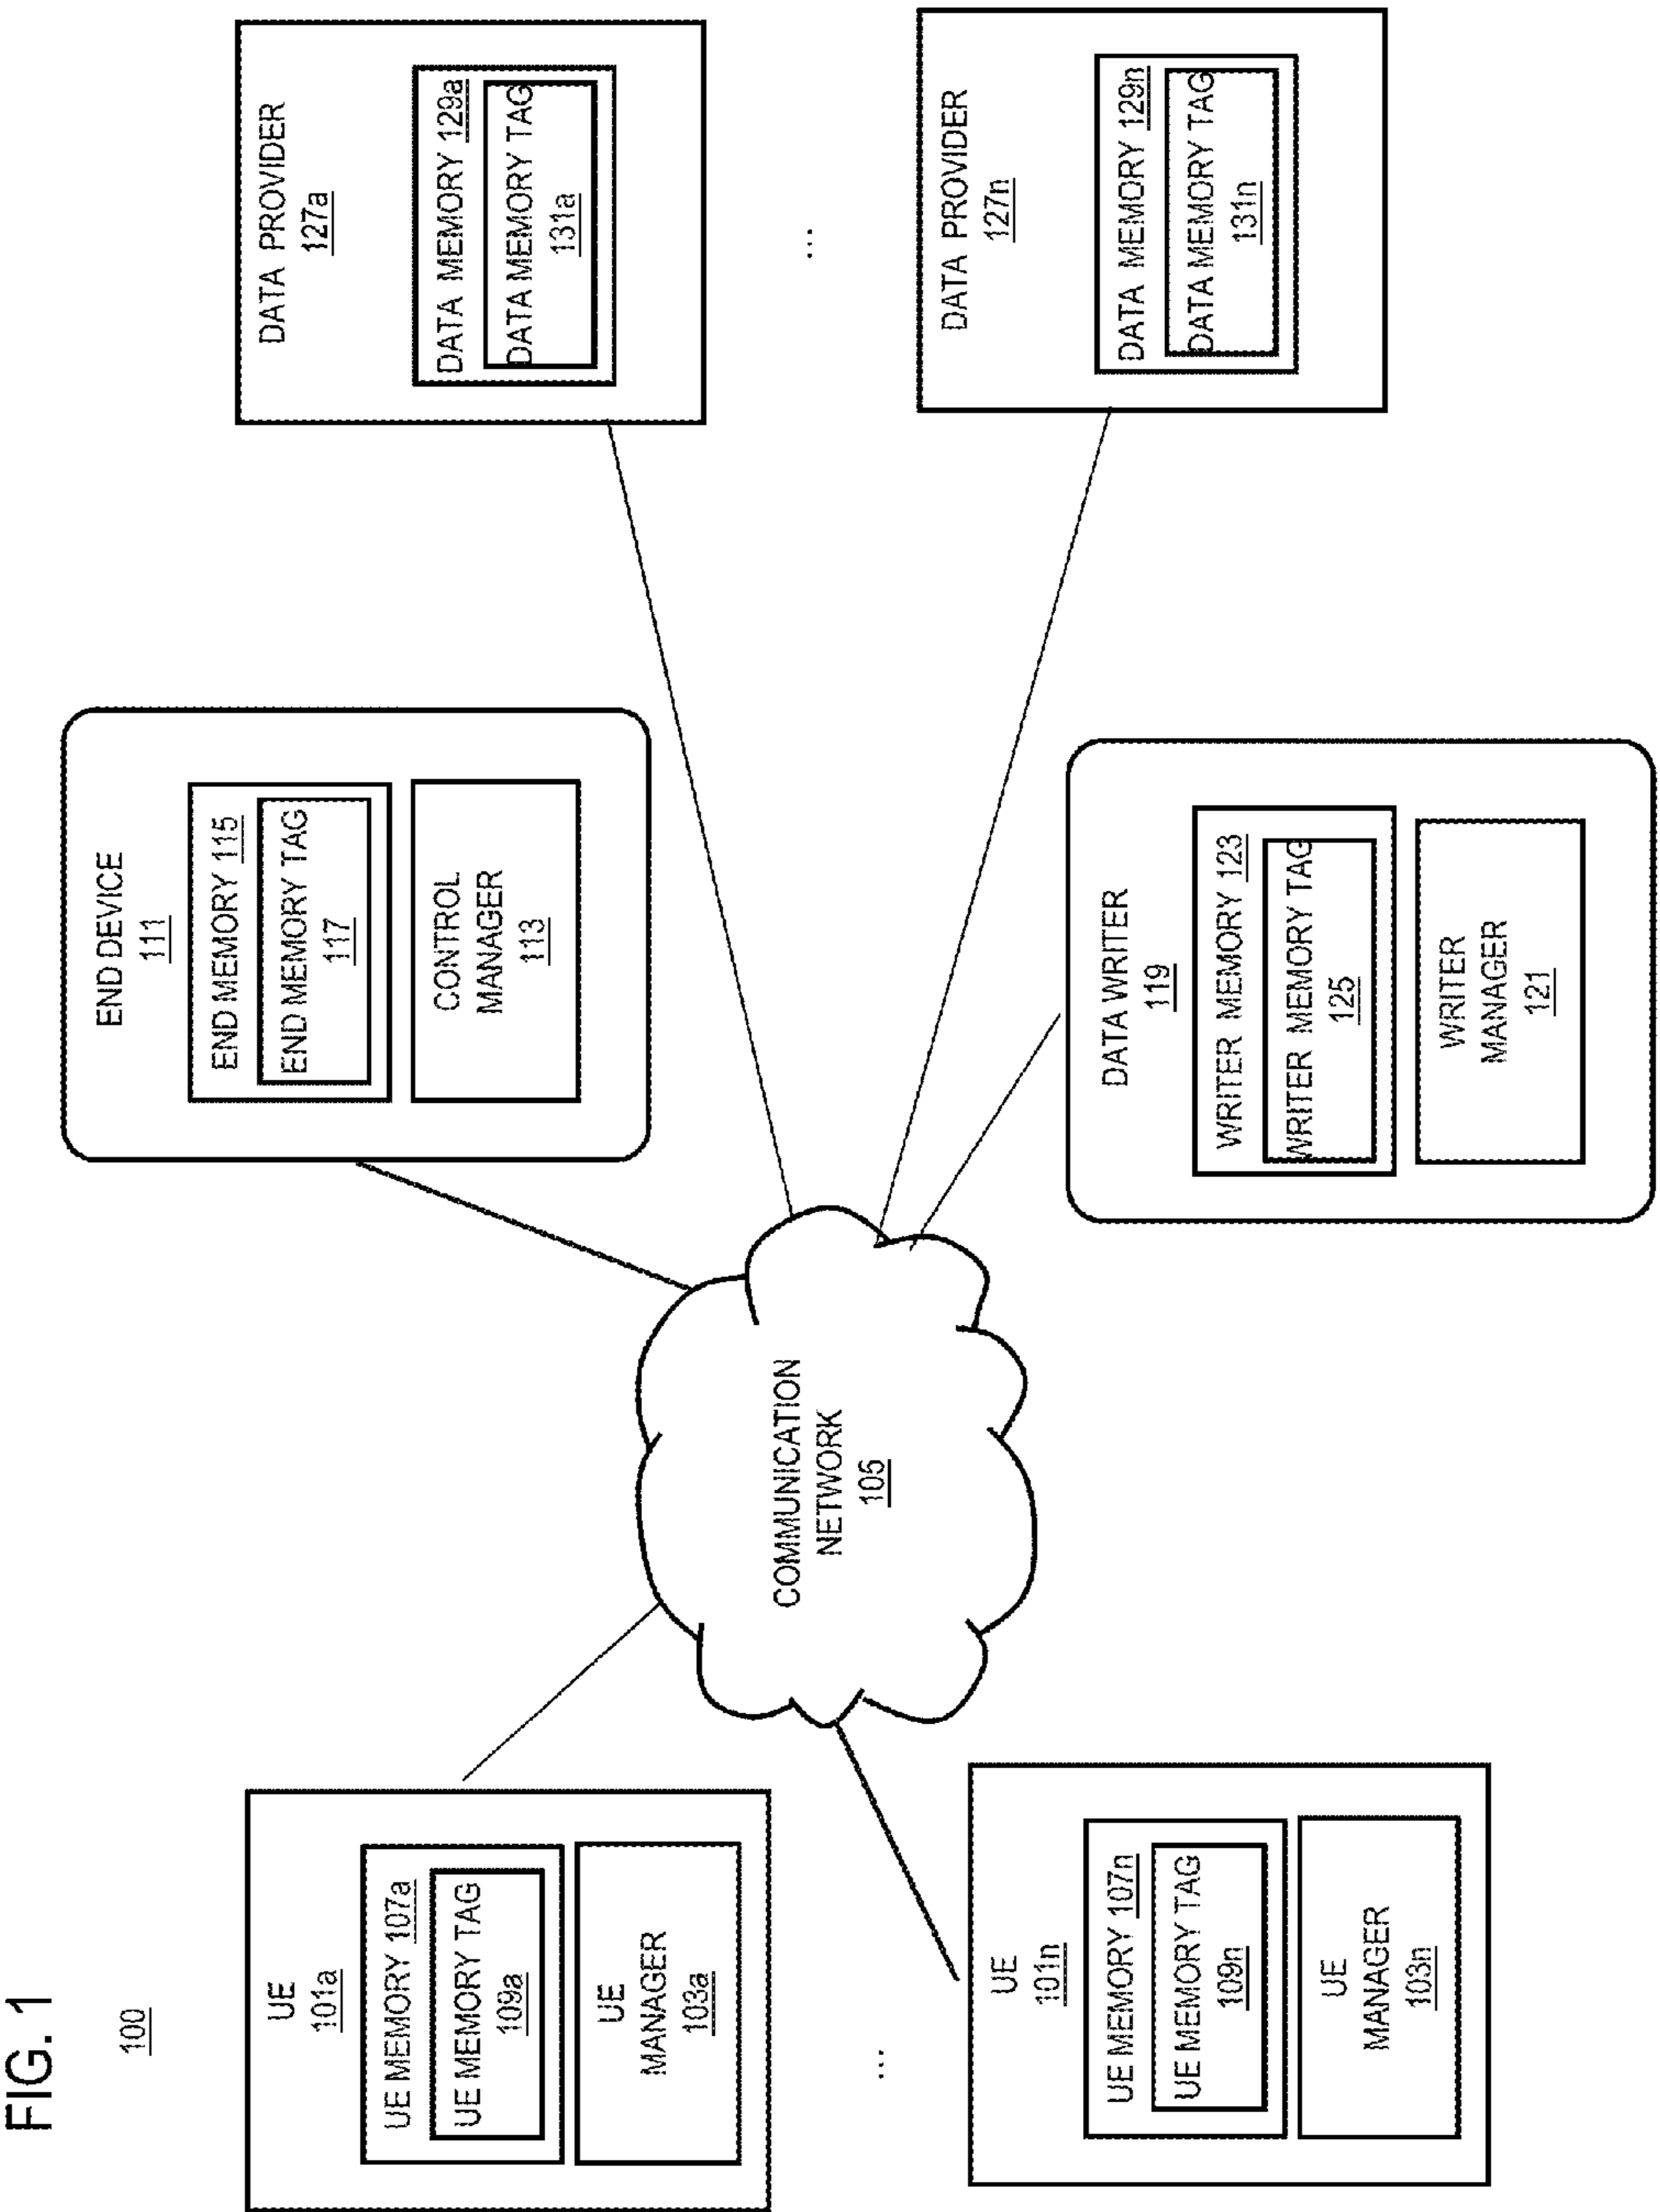 FIG. 1
100
UE
101a
UE MEMORY 107a
UE MEMORY TAG
109a
UE
MANAGER
103a
...
UE
101n
UE MEMORY 107n
UE MEMORY TAG
109n
UE
MANAGER
103n
COMMUNICATION
NETWORK
105
END DEVICE
111
END MEMORY 115
END MEMORY TAG
117
CONTROL
MANAGER
113
DATA WRITER
119
WRITER MEMORY 123
WRITER MEMORY TAG
125
WRITER
MANAGER
121
DATA PROVIDER
127a
DATA MEMORY 129a
DATA MEMORY TAG
131a
...
DATA PROVIDER
127n
DATA MEMORY 129n
DATA MEMORY TAG
131n